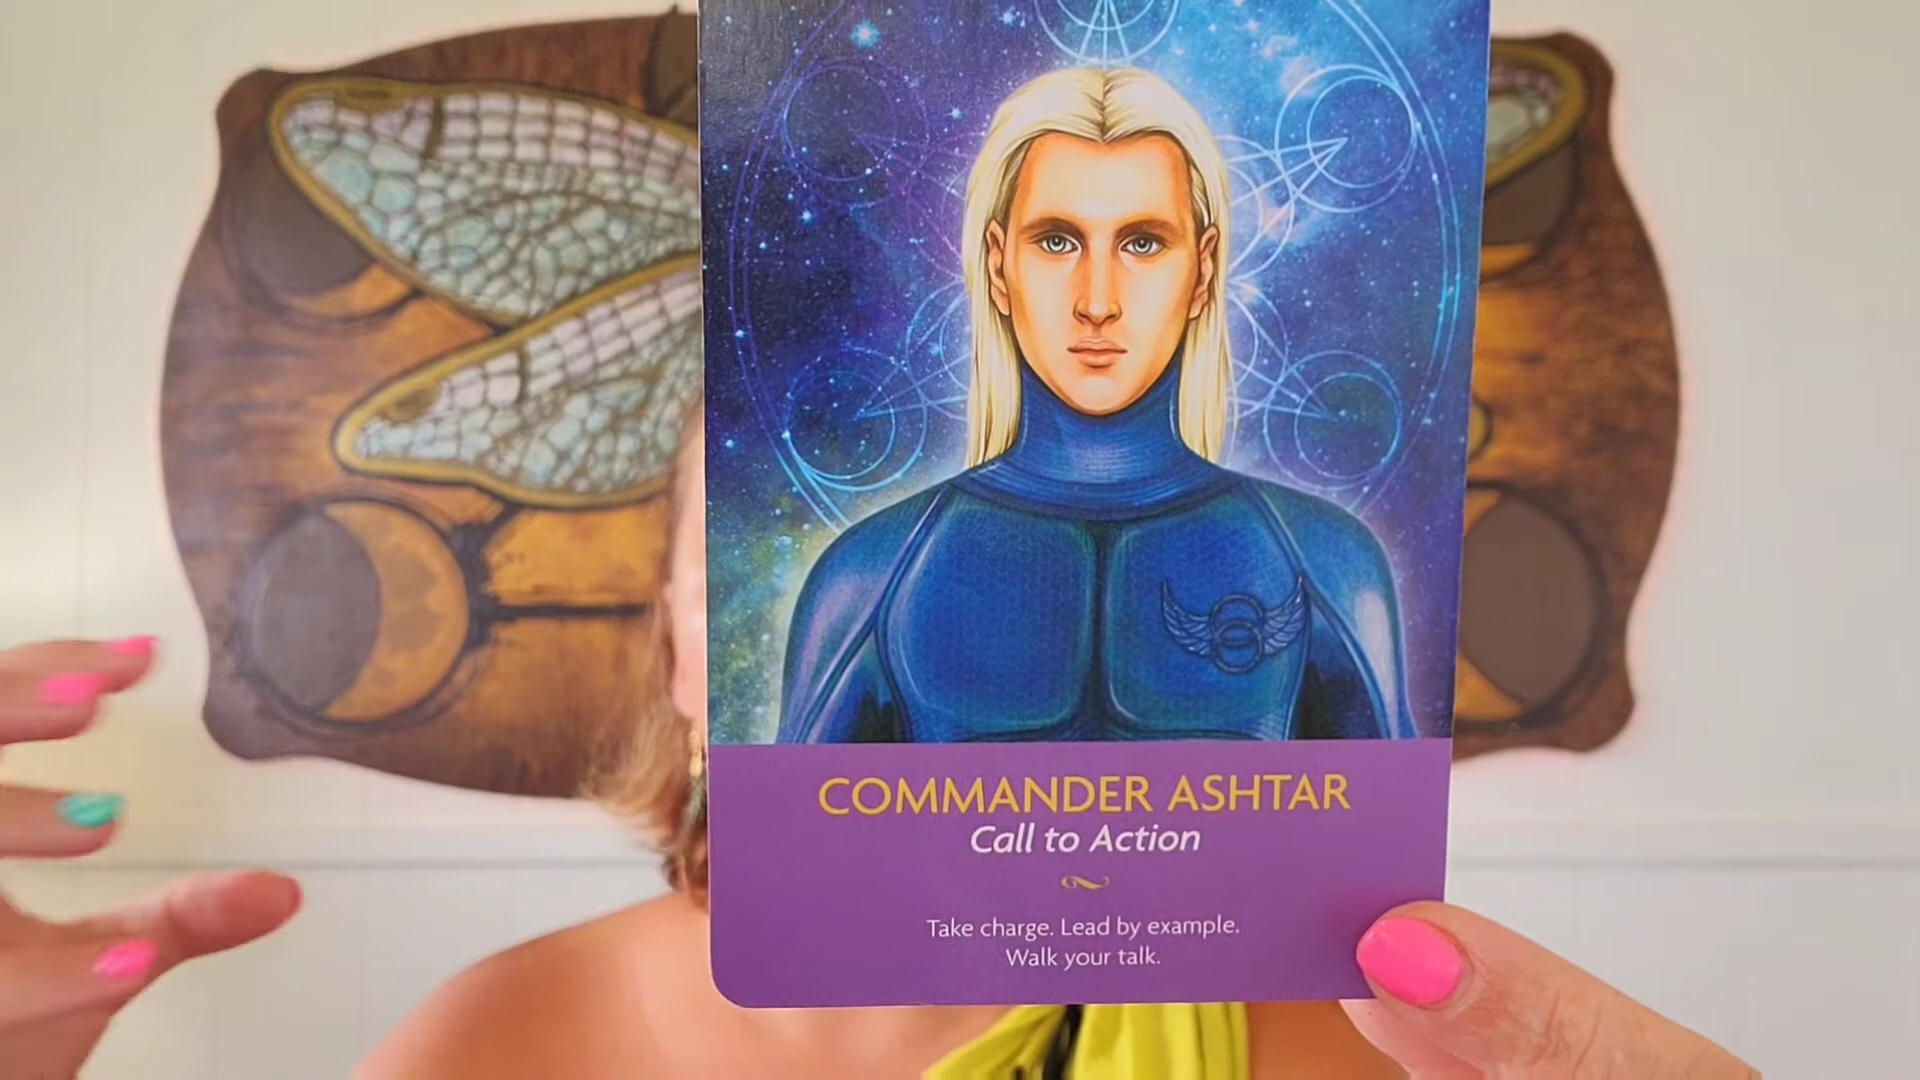 COMMANDER ASHTAR
Call to Action
Take charge. Lead by example.
Walk your talk.